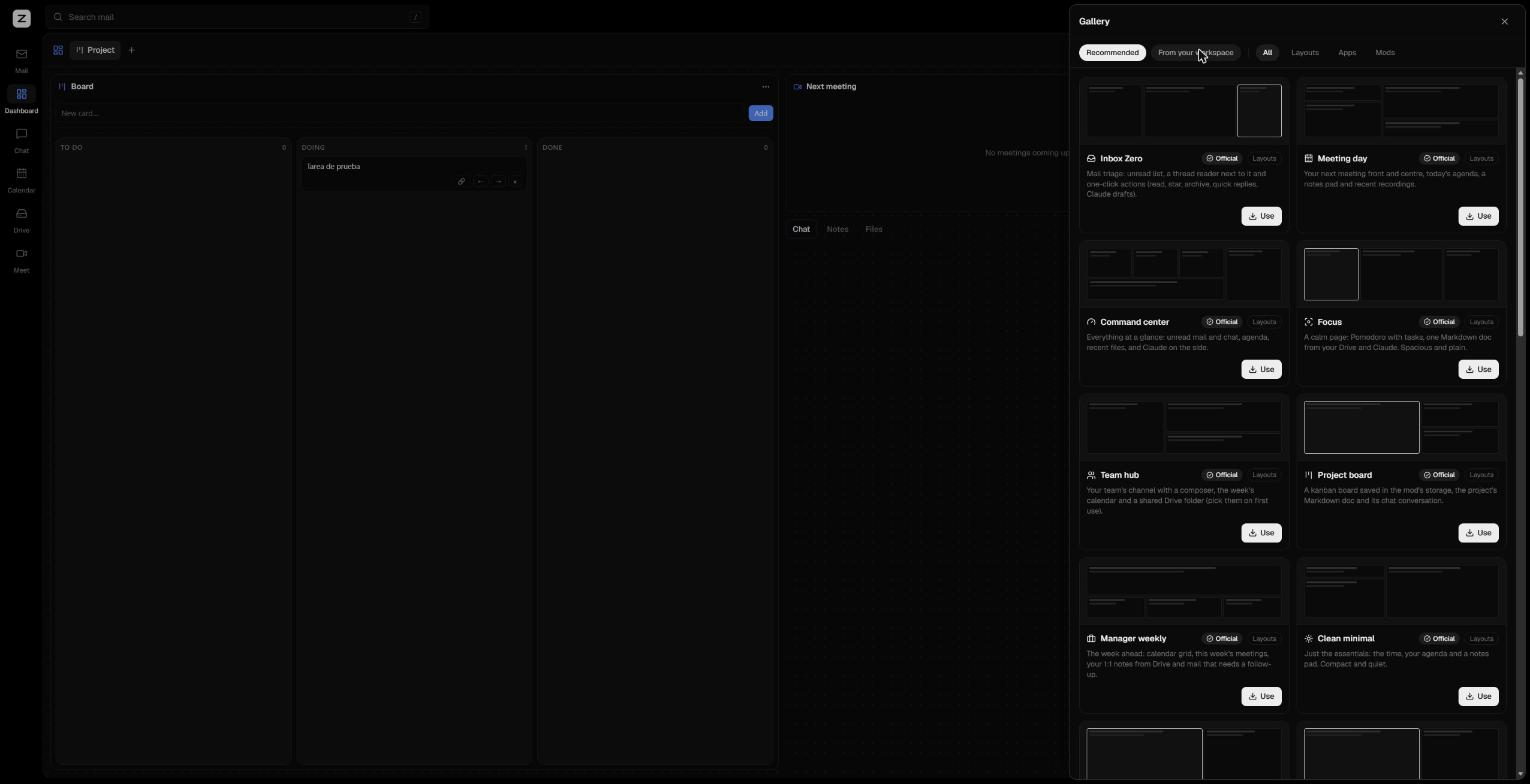 Z
Search mail
/
Mail
Dashboard
Chat
Calendar
Drive
Meet
Project
+
Board
New card...
Add
TO DO 0
DOING 1
Tarea de prueba
DONE 0
Next meeting
No meetings coming up
Chat Notes Files
Gallery
Recommended From your workspace All Layouts Apps Mods
Inbox Zero Official Layouts
Mail triage: unread list, a thread reader next to it and
one-click actions (read, star, archive, quick replies,
Claude drafts).
Use
Meeting day Official Layouts
Your next meeting front and centre, today's agenda, a
notes pad and recent recordings.
Use
Command center Official Layouts
Everything at a glance: unread mail and chat, agenda,
recent files, and Claude on the side.
Use
Focus Official Layouts
A calm page: Pomodoro with tasks, one Markdown doc
from your Drive and Claude. Spacious and plain.
Use
Team hub Official Layouts
Your team's channel with a composer, the week's
calendar and a shared Drive folder (pick them on first
use).
Use
Project board Official Layouts
A kanban board saved in the mod's storage, the project's
Markdown doc and its chat conversation.
Use
Manager weekly Official Layouts
The week ahead: calendar grid, this week's meetings,
your 1:1 notes from Drive and mail that needs a follow-
up.
Use
Clean minimal Official Layouts
Just the essentials: the time, your agenda and a notes
pad. Compact and quiet.
Use